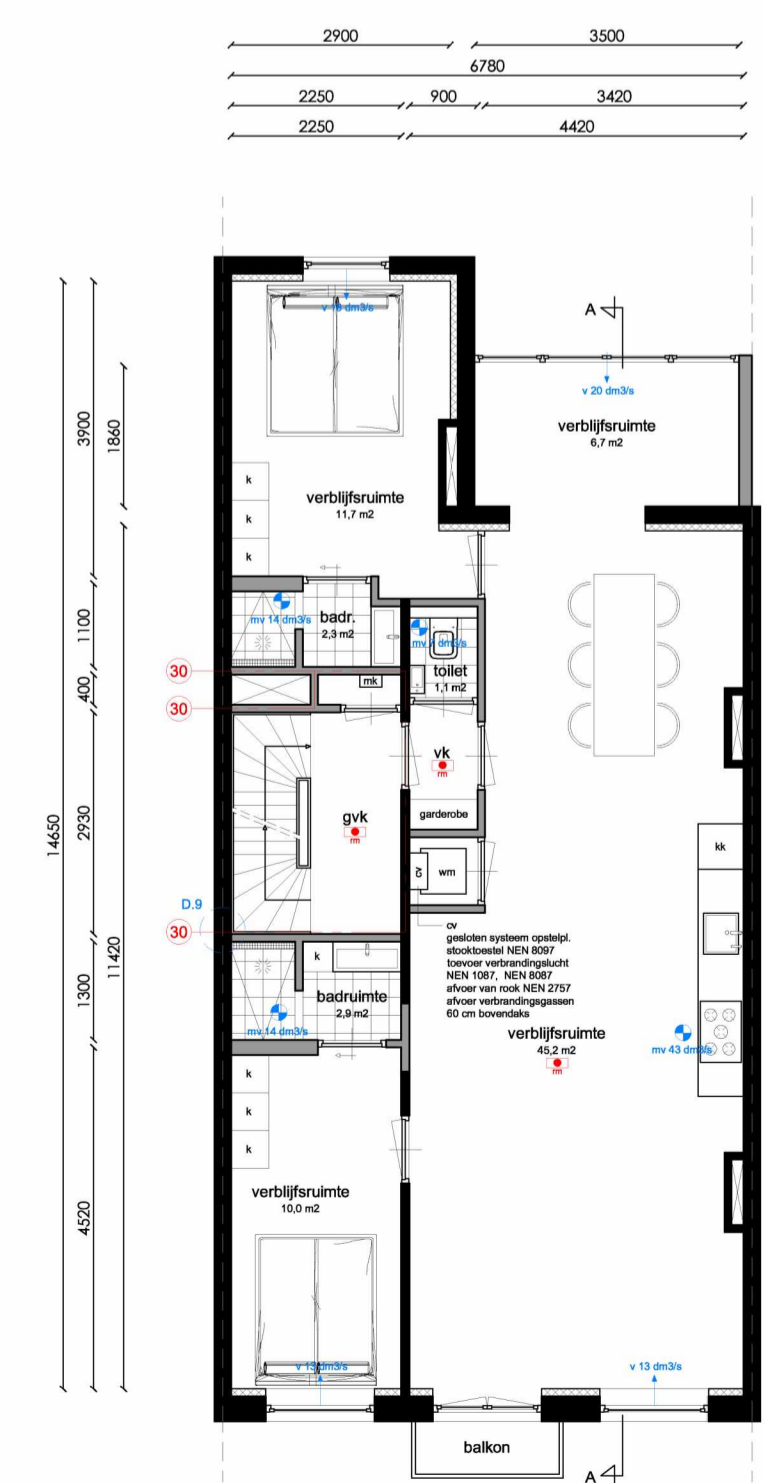 2900
3500
6780
2250
900
3420
2250
4420
A
v 18 dm3/s
v 20 dm3/s
verblijfsruimte
6,7 m2
3900
1860
k
verblijfsruimte
11,7 m2
k
k
1100
mv 14 dm3/s
badr.
2,3 m2
mv 7 dm3/s
toilet
1,1 m2
30
400
mk
30
vk
rm
14650
2930
gvk
rm
garderobe
kk
cv
wm
D.9
30
cv
gesloten systeem opstelpl.
stooktoestel NEN 8097
toevoer verbrandingslucht
NEN 1087, NEN 8087
afvoer van rook NEN 2757
afvoer verbrandingsgassen
60 cm bovendaks
11420
1300
k
badruimte
2,9 m2
mv 14 dm3/s
verblijfsruimte
45,2 m2
rm
mv 43 dm3/s
k
k
k
4520
verblijfsruimte
10,0 m2
v 13 dm3/s
v 13 dm3/s
balkon
A